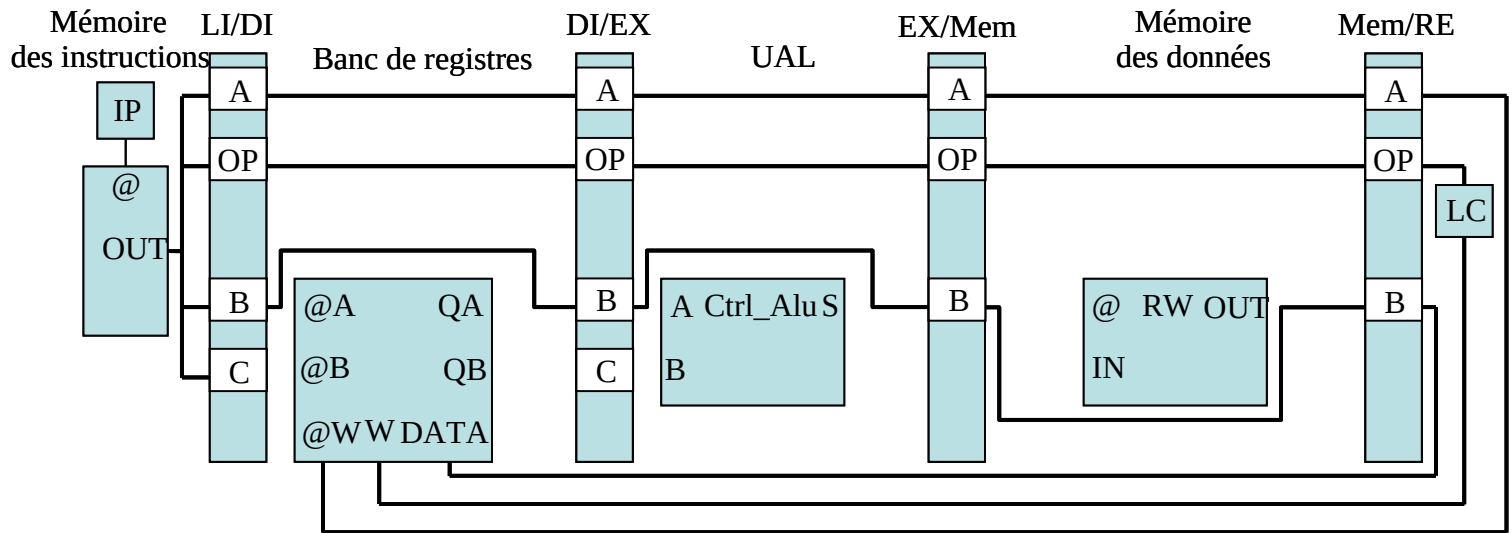 Mémoire
des instructions
LI/DI
Banc de registres
DI/EX
UAL
EX/Mem
Mémoire
des données
Mem/RE
IP
@
OUT
A
OP
B
C
@A QA
@B QB
@W W DATA
A
OP
B
C
A Ctrl_Alu S
B
A
OP
B
@ RW OUT
IN
A
OP
B
LC